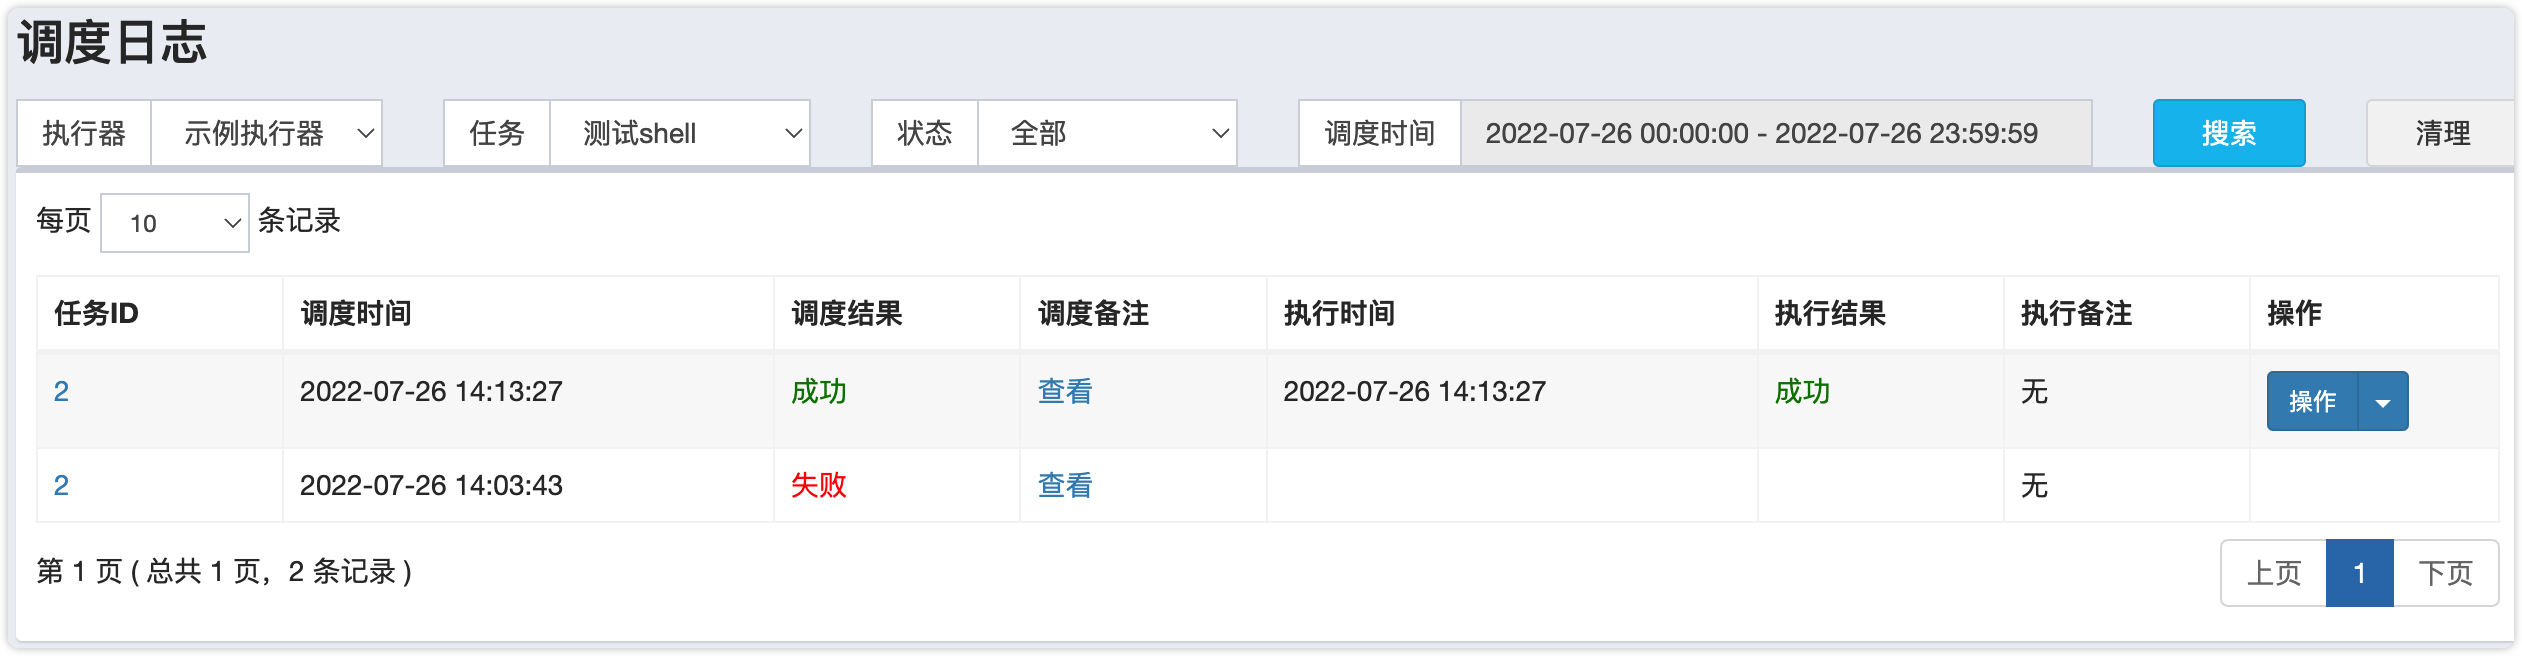 调度日志
执行器 示例执行器 任务 测试shell 状态 全部 调度时间 2022-07-26 00:00:00 - 2022-07-26 23:59:59 搜索 清理
每页 10 条记录
任务ID 调度时间 调度结果 调度备注 执行时间 执行结果 执行备注 操作
2 2022-07-26 14:13:27 成功 查看 2022-07-26 14:13:27 成功 无 操作
2 2022-07-26 14:03:43 失败 查看 无
第 1 页 ( 总共 1 页，2 条记录 ) 上页 1 下页